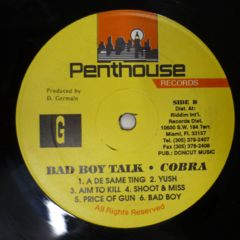 Penthouse
RECORDS
Produced by
D. Germain
SIDE B
Dist. At:
Riddim Int'l.
Records Dist.
10600 S.W. 184 Terr.
Miami, Fl. 33157
Tel: (305) 378-2407
Fax: (305) 378-2408
PUB.: DONCUT MUSIC
G
BAD BOY TALK • COBRA
1. A DE SAME TING 2. YUSH
3. AIM TO KILL 4. SHOOT & MISS
5. PRICE OF GUN 6. BAD BOY
All Rights Reserved